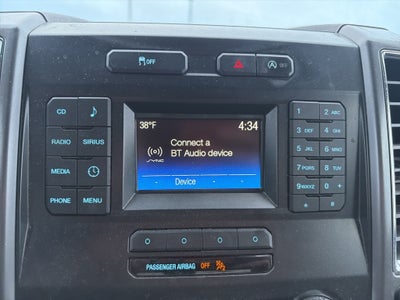 OFF
A OFF
CD
RADIO SIRIUS
MEDIA
PHONE MENU
38°F 4:34
Connect a
BT Audio device
SYNC
- Device - -
1 2 ABC
3 DEF 4 GHI
5 JKL 6 MNO
7 PQRS 8 TUV
9 WXYZ 0 +
* #
PASSENGER AIRBAG OFF